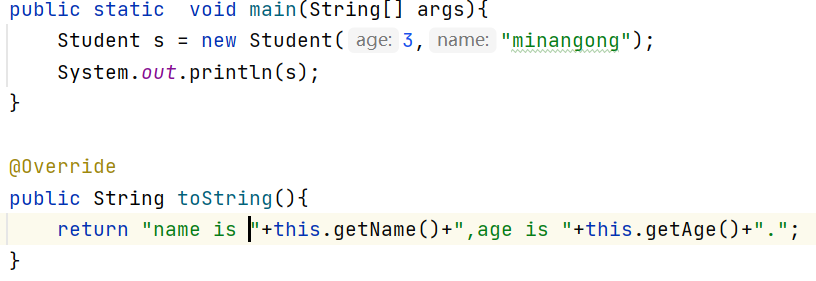 public static  void main(String[] args){
    Student s = new Student( age: 3, name: "minangong");
    System.out.println(s);
}
@Override
public String toString(){
    return "name is "+this.getName()+",age is "+this.getAge()+".";
}